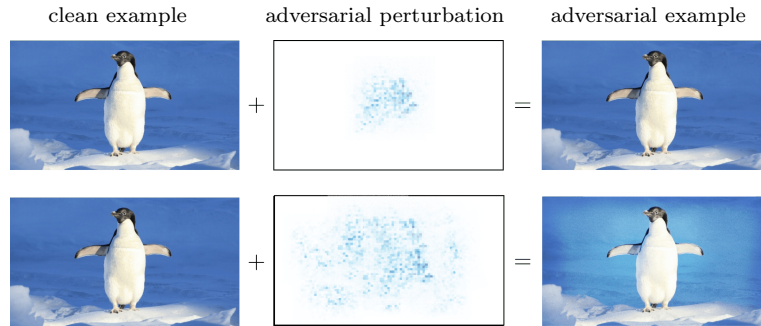 clean example adversarial perturbation adversarial example
+ =
+ =